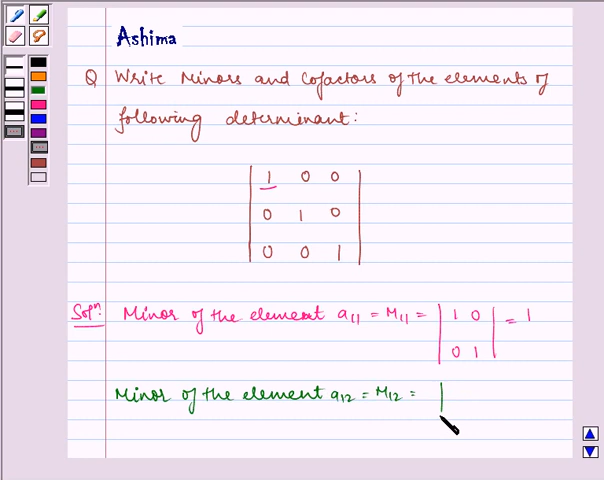 Ashima
Q Write Minors and Cofactors of the elements of
following determinant:
1 0 0
0 1 0
0 0 1
Solⁿ: Minor of the element a₁₁ = M₁₁ = | 1 0 | = 1
0 1
Minor of the element a₁₂ = M₁₂ = |